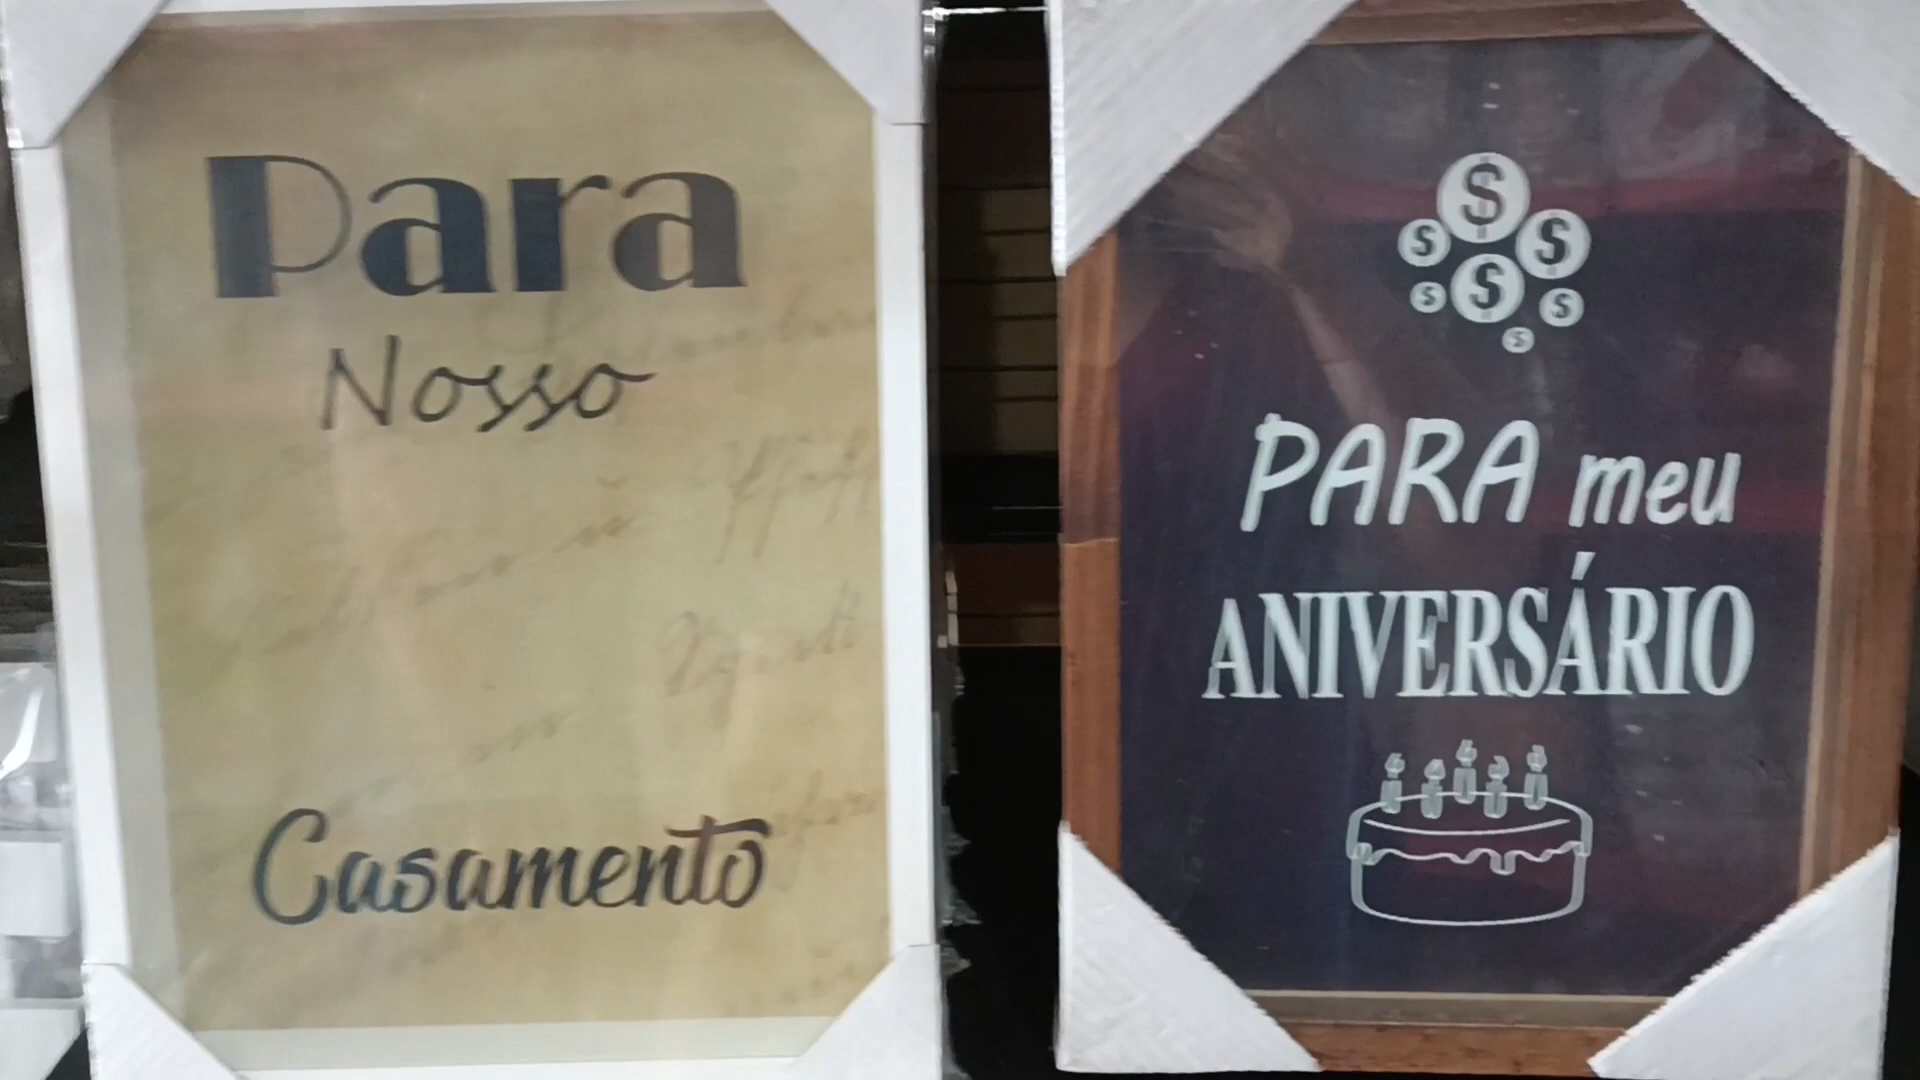 Para
Nosso
Casamento
$
$
$
$
$
$
$
PARA meu
ANIVERSÁRIO